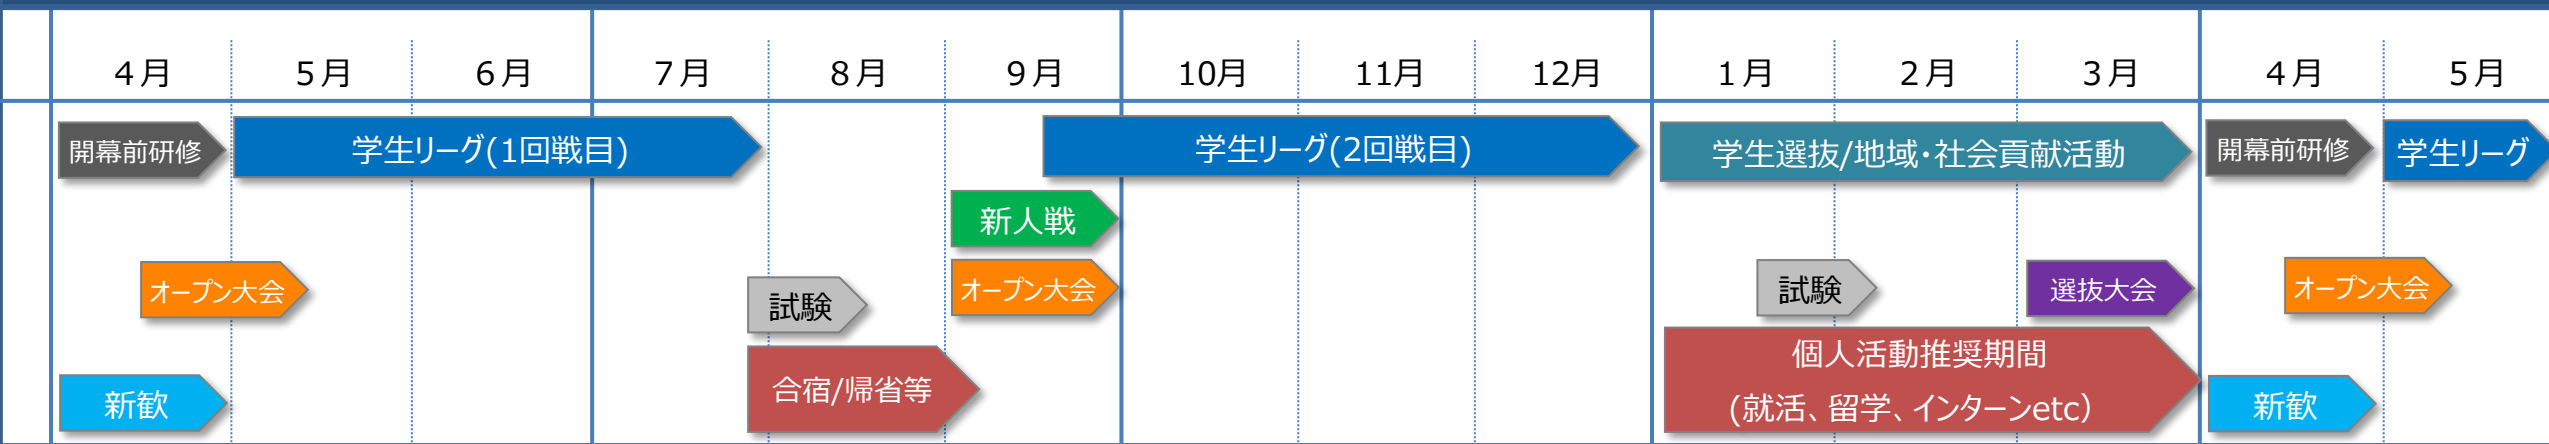 4月 5月 6月 7月 8月 9月 10月 11月 12月 1月 2月 3月 4月 5月
開幕前研修 学生リーグ(1回戦目) 学生リーグ(2回戦目) 学生選抜/地域・社会貢献活動 開幕前研修 学生リーグ
新人戦
オープン大会 試験 オープン大会 試験 選抜大会 オープン大会
新歓 合宿/帰省等 個人活動推奨期間
(就活、留学、インターンetc) 新歓